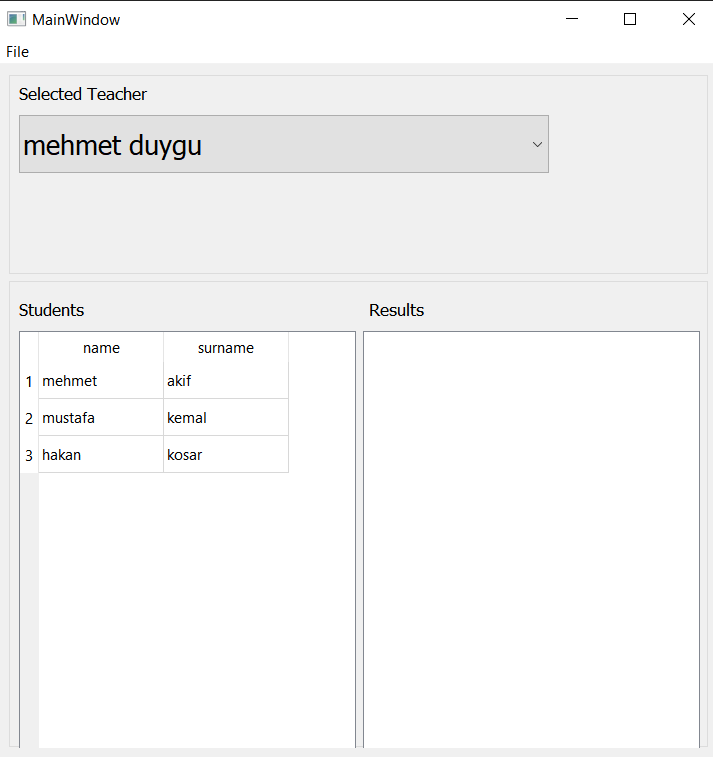 MainWindow
File
Selected Teacher
mehmet duygu
Students
Results
name surname
1 mehmet akif
2 mustafa kemal
3 hakan kosar